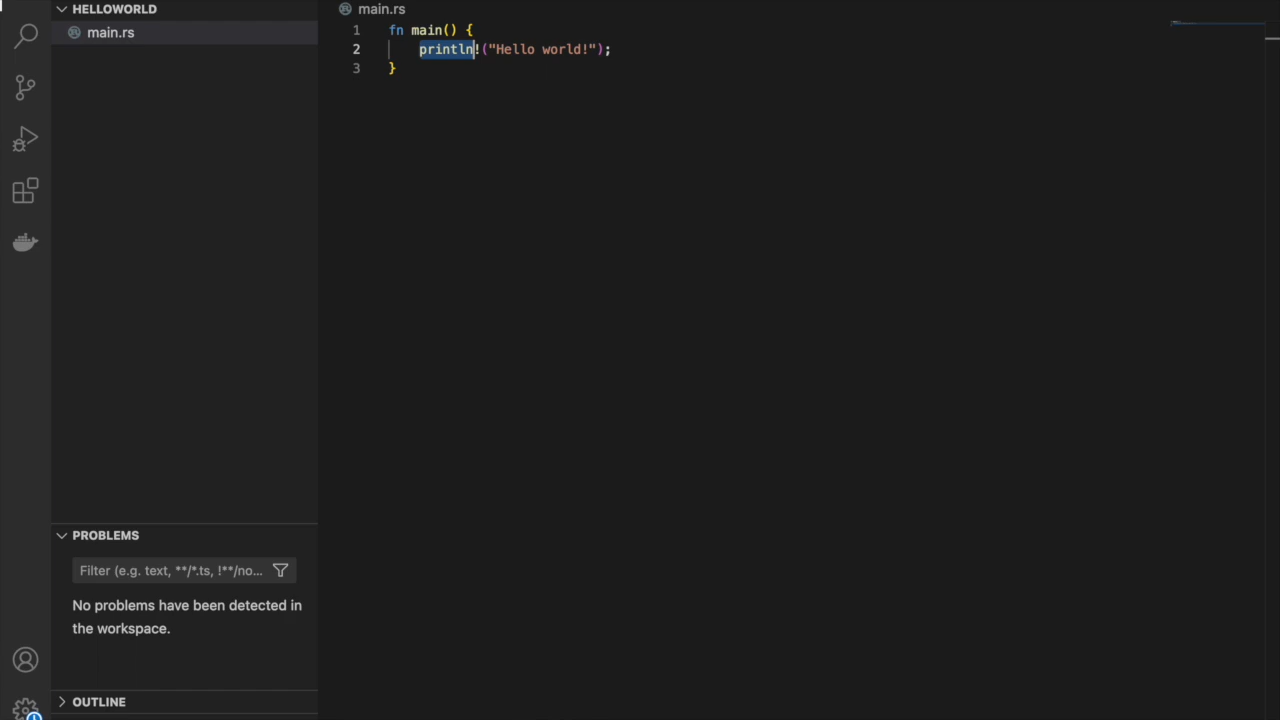 HELLOWORLD
main.rs
main.rs
1 fn main() {
2 println!("Hello world!");
3 }
PROBLEMS
Filter (e.g. text, **/*.ts, !**/no...
No problems have been detected in
the workspace.
OUTLINE